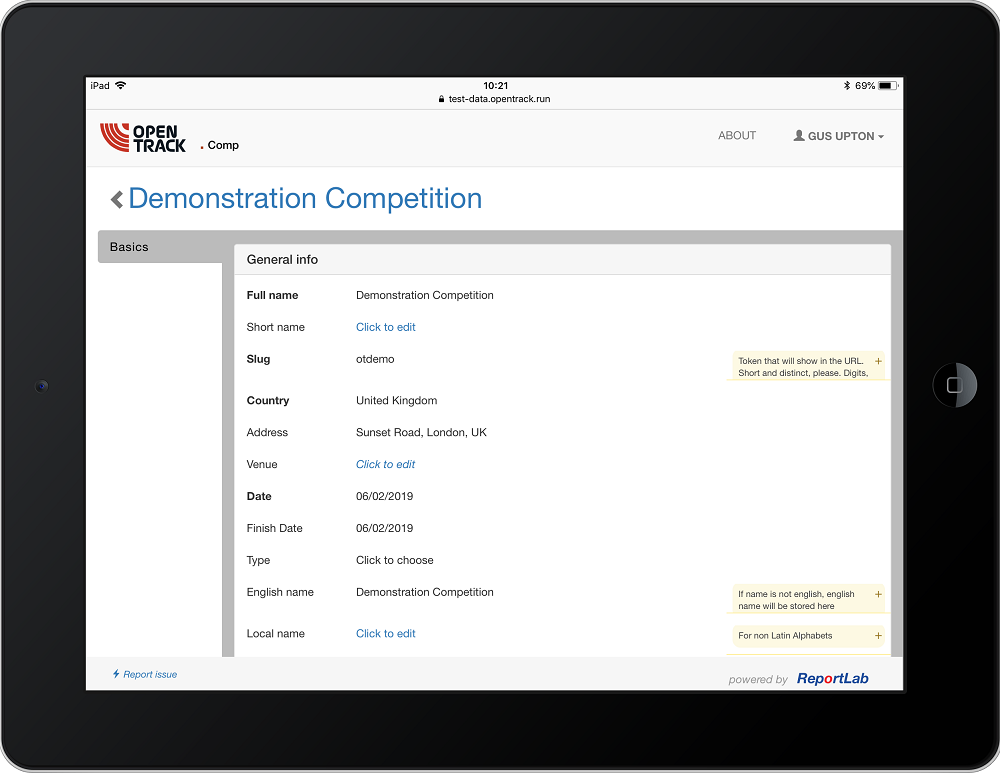 iPad 10:21 69%
test-data.opentrack.run
OPEN
TRACK . Comp ABOUT GUS UPTON
Demonstration Competition
Basics
General info
Full name Demonstration Competition
Short name Click to edit
Slug otdemo
Token that will show in the URL. +
Short and distinct, please. Digits,
Country United Kingdom
Address Sunset Road, London, UK
Venue Click to edit
Date 06/02/2019
Finish Date 06/02/2019
Type Click to choose
English name Demonstration Competition
If name is not english, english +
name will be stored here
Local name Click to edit
For non Latin Alphabets +
Report issue
powered by ReportLab